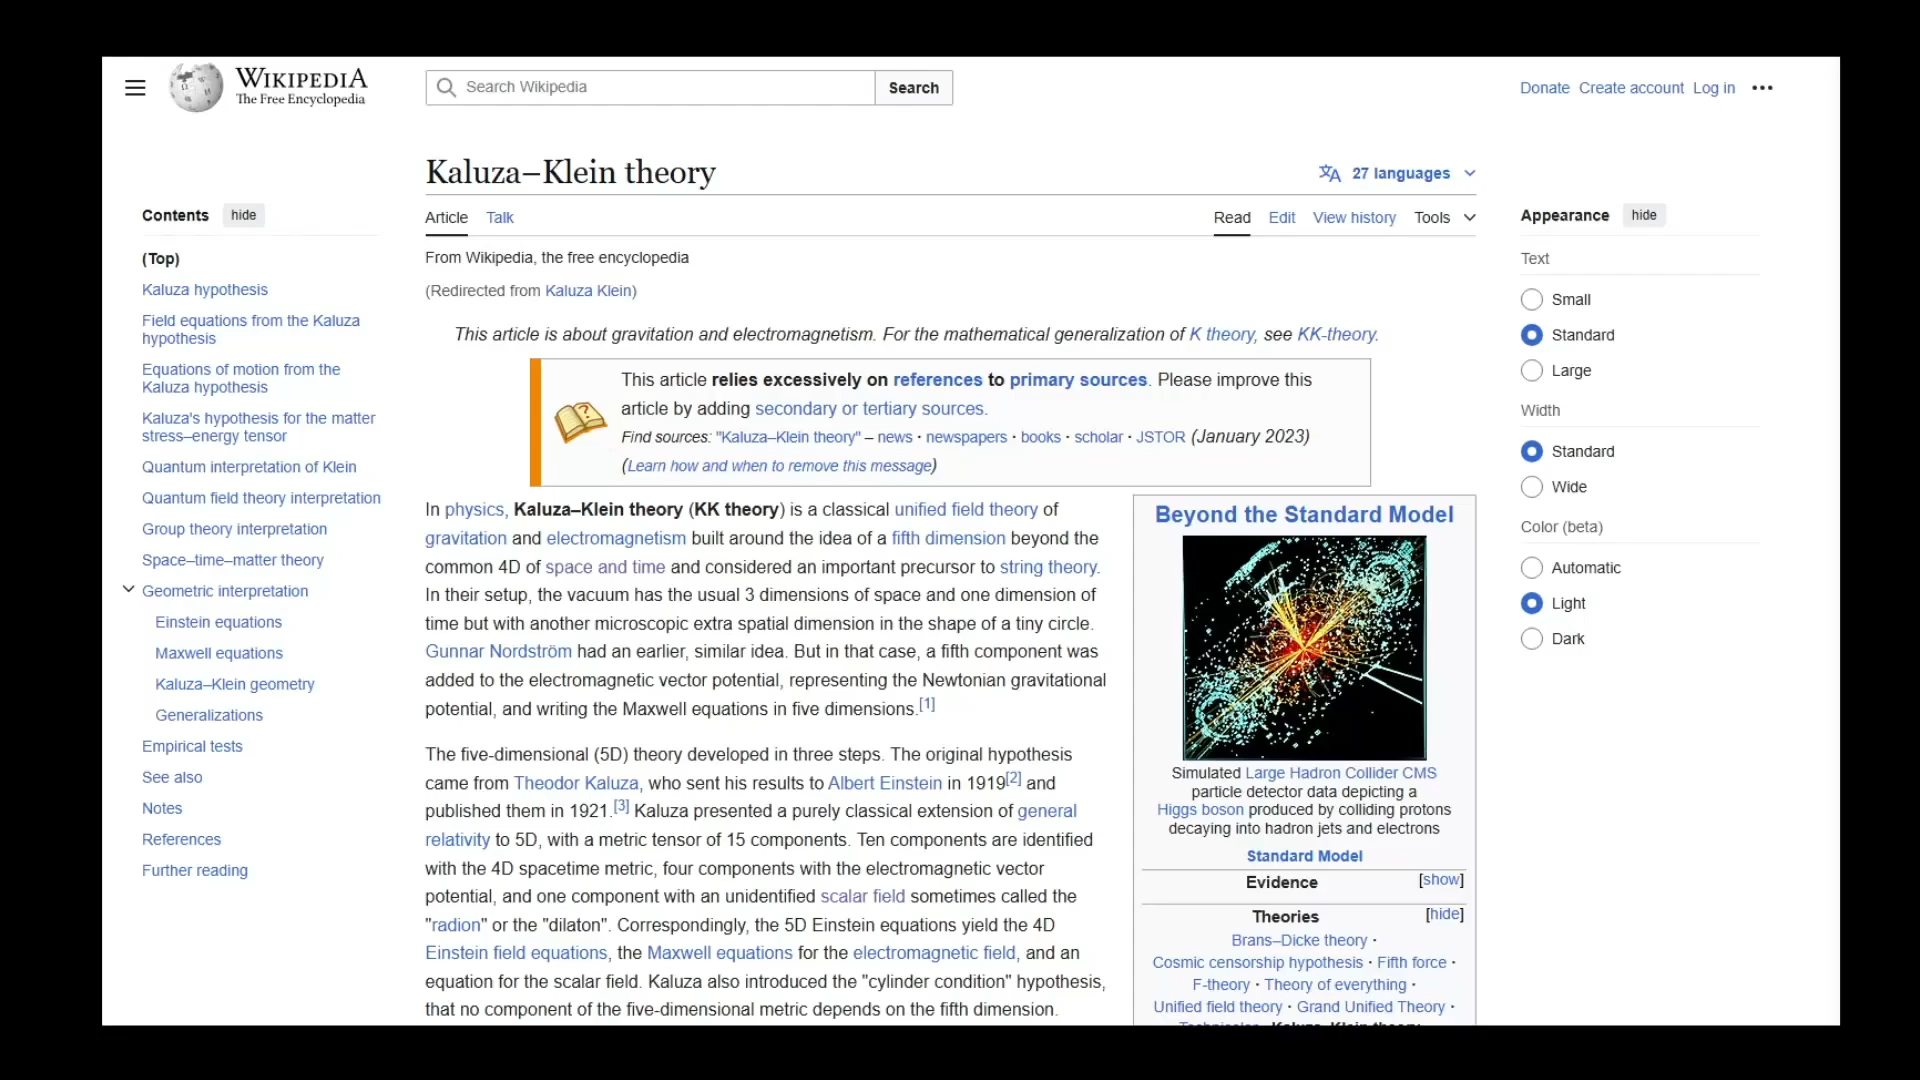 WIKIPEDIA
The Free Encyclopedia
Search Wikipedia
Search
Donate Create account Log in
Kaluza–Klein theory
27 languages
Article Talk
Read Edit View history Tools
From Wikipedia, the free encyclopedia
(Redirected from Kaluza Klein)
Contents hide
(Top)
Kaluza hypothesis
Field equations from the Kaluza
hypothesis
Equations of motion from the
Kaluza hypothesis
Kaluza's hypothesis for the matter
stress–energy tensor
Quantum interpretation of Klein
Quantum field theory interpretation
Group theory interpretation
Space–time–matter theory
Geometric interpretation
Einstein equations
Maxwell equations
Kaluza–Klein geometry
Generalizations
Empirical tests
See also
Notes
References
Further reading
This article is about gravitation and electromagnetism. For the mathematical generalization of K theory, see KK-theory.
This article relies excessively on references to primary sources. Please improve this
article by adding secondary or tertiary sources.
Find sources: "Kaluza–Klein theory" – news · newspapers · books · scholar · JSTOR (January 2023)
(Learn how and when to remove this message)
In physics, Kaluza–Klein theory (KK theory) is a classical unified field theory of
gravitation and electromagnetism built around the idea of a fifth dimension beyond the
common 4D of space and time and considered an important precursor to string theory.
In their setup, the vacuum has the usual 3 dimensions of space and one dimension of
time but with another microscopic extra spatial dimension in the shape of a tiny circle.
Gunnar Nordström had an earlier, similar idea. But in that case, a fifth component was
added to the electromagnetic vector potential, representing the Newtonian gravitational
potential, and writing the Maxwell equations in five dimensions.[1]
The five-dimensional (5D) theory developed in three steps. The original hypothesis
came from Theodor Kaluza, who sent his results to Albert Einstein in 1919[2] and
published them in 1921.[3] Kaluza presented a purely classical extension of general
relativity to 5D, with a metric tensor of 15 components. Ten components are identified
with the 4D spacetime metric, four components with the electromagnetic vector
potential, and one component with an unidentified scalar field sometimes called the
"radion" or the "dilaton". Correspondingly, the 5D Einstein equations yield the 4D
Einstein field equations, the Maxwell equations for the electromagnetic field, and an
equation for the scalar field. Kaluza also introduced the "cylinder condition" hypothesis,
that no component of the five-dimensional metric depends on the fifth dimension.
Beyond the Standard Model
Simulated Large Hadron Collider CMS
particle detector data depicting a
Higgs boson produced by colliding protons
decaying into hadron jets and electrons
Standard Model
Evidence [show]
Theories [hide]
Brans–Dicke theory ·
Cosmic censorship hypothesis · Fifth force ·
F-theory · Theory of everything ·
Unified field theory · Grand Unified Theory ·
Appearance hide
Text
Small
Standard
Large
Width
Standard
Wide
Color (beta)
Automatic
Light
Dark